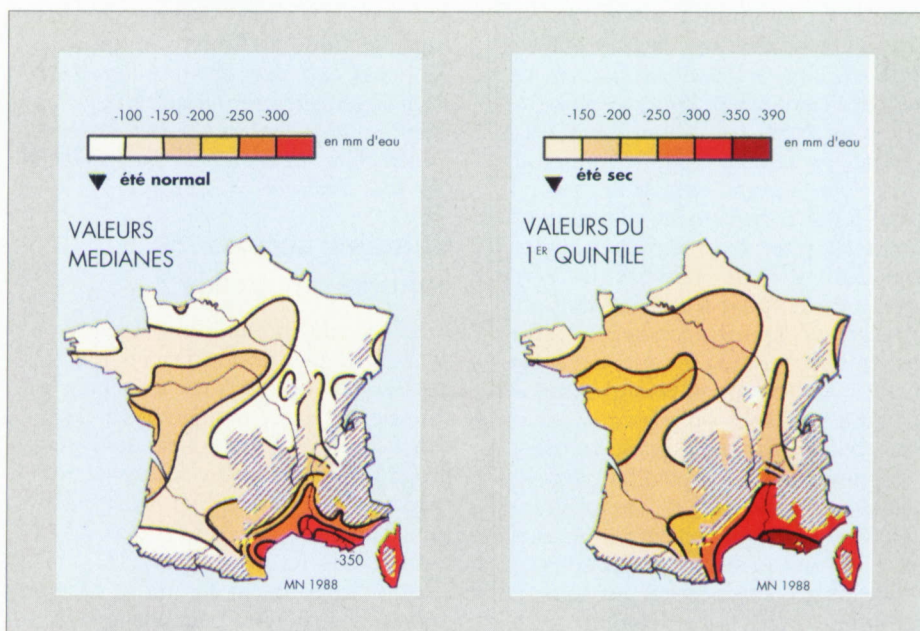 -100 -150 -200 -250 -300
en mm d'eau
été normal
VALEURS
MEDIANES
-350
MN 1988
-150 -200 -250 -300 -350 -390
en mm d'eau
été sec
VALEURS DU
1ER QUINTILE
MN 1988